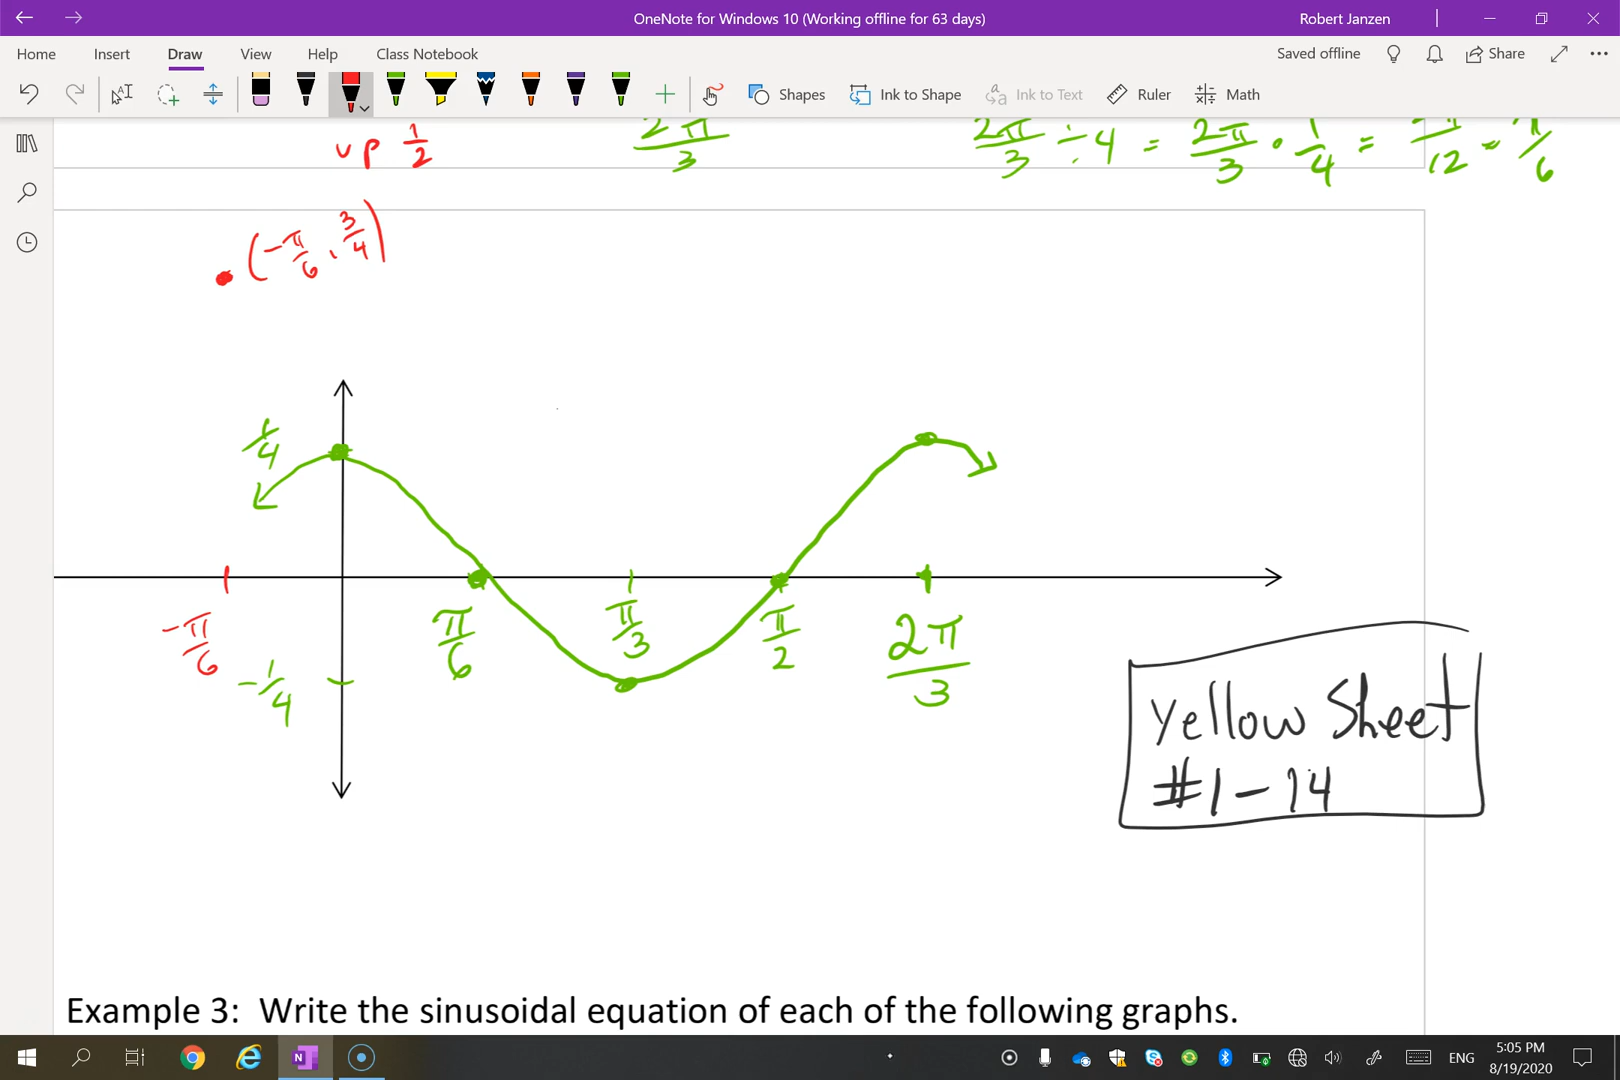 OneNote for Windows 10 (Working offline for 63 days)
Robert Janzen
Home Insert Draw View Help Class Notebook
Saved offline Share
Shapes Ink to Shape Ink to Text Ruler Math
up 1/2
2π/3
2π/3 ÷ 4 = 2π/3 · 1/4 = /12 = π/6
(-π/6, 3/4)
1/4
-π/6 π/6 π/3 π/2 2π/3
-1/4
Yellow Sheet
#1-14
Example 3: Write the sinusoidal equation of each of the following graphs.
ENG
5:05 PM
8/19/2020